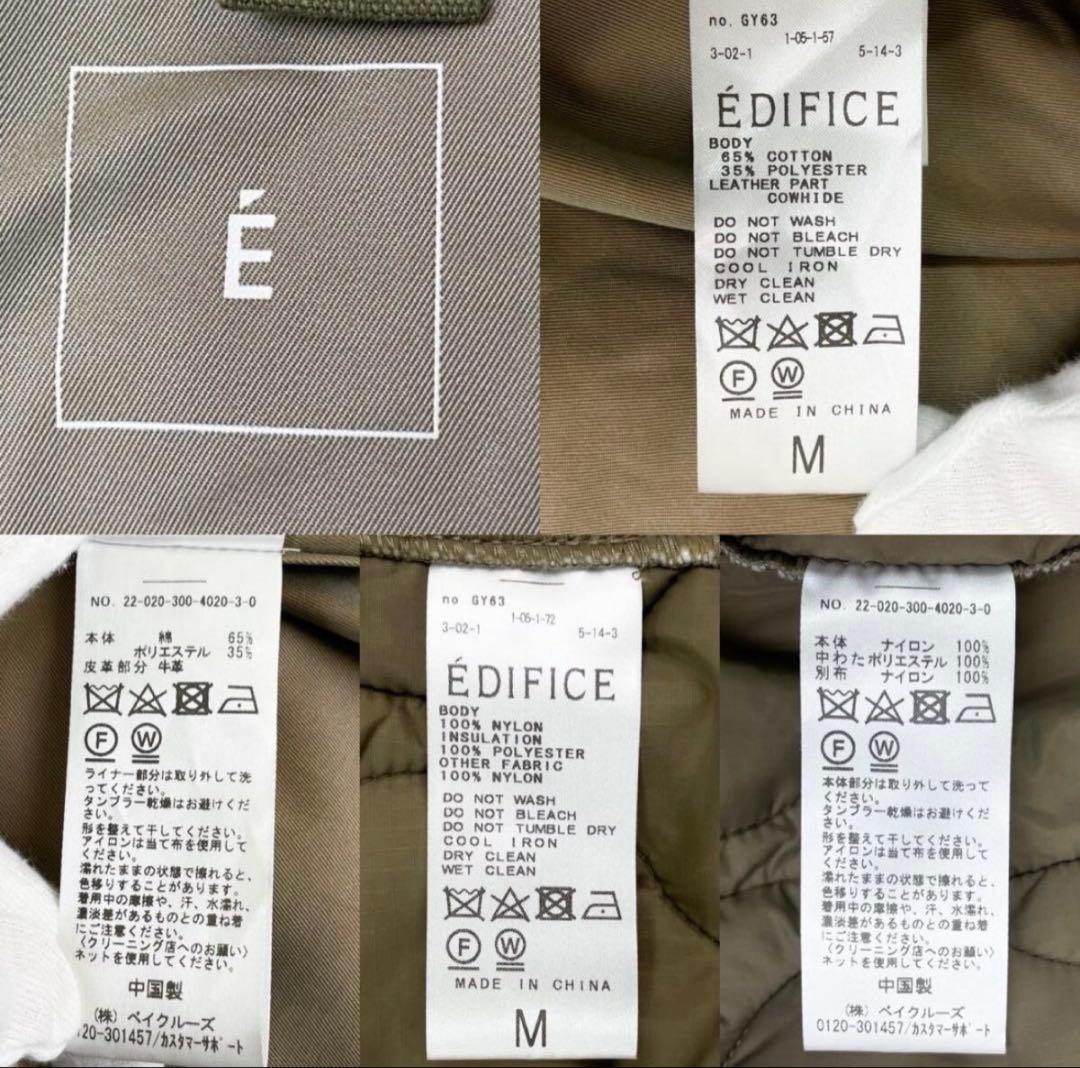 É
no. GY63
1-05-1-57
3-02-1 5-14-3
ÉDIFICE
BODY
65% COTTON
35% POLYESTER
LEATHER PART
COWHIDE
DO NOT WASH
DO NOT BLEACH
DO NOT TUMBLE DRY
COOL IRON
DRY CLEAN
WET CLEAN
F W
MADE IN CHINA
M
NO. 22-020-300-4020-3-0
本体 綿 65%
ポリエステル 35%
皮革部分 牛革
F W
ライナー部分は取り外して洗
ってください。
タンブラー乾燥はお避けくだ
さい。
形を整えて干してください。
アイロンは当て布を使用して
ください。
濡れたままの状態で擦れると、
色移りすることがあります。
着用中の摩擦や、汗、水濡れ、
濃淡差があるものとの重ね着
にご注意ください。
〈クリーニング店へのお願い〉
ネットを使用してください。
中国製
(株) ベイクルーズ
0120-301457/カスタマーサポート
no GY63
1-05-1-72
3-02-1 5-14-3
ÉDIFICE
BODY
100% NYLON
INSULATION
100% POLYESTER
OTHER FABRIC
100% NYLON
DO NOT WASH
DO NOT BLEACH
DO NOT TUMBLE DRY
COOL IRON
DRY CLEAN
WET CLEAN
F W
MADE IN CHINA
M
NO. 22-020-300-4020-3-0
本体 ナイロン 100%
中わた ポリエステル 100%
別布 ナイロン 100%
F W
本体部分は取り外して洗って
ください。
タンブラー乾燥はお避けくだ
さい。
形を整えて干してください。
アイロンは当て布を使用して
ください。
濡れたままの状態で擦れると、
色移りすることがあります。
着用中の摩擦や、汗、水濡れ、
濃淡差があるものとの重ね着
にご注意ください。
〈クリーニング店へのお願い〉
ネットを使用してください。
中国製
(株) ベイクルーズ
0120-301457/カスタマーサポート